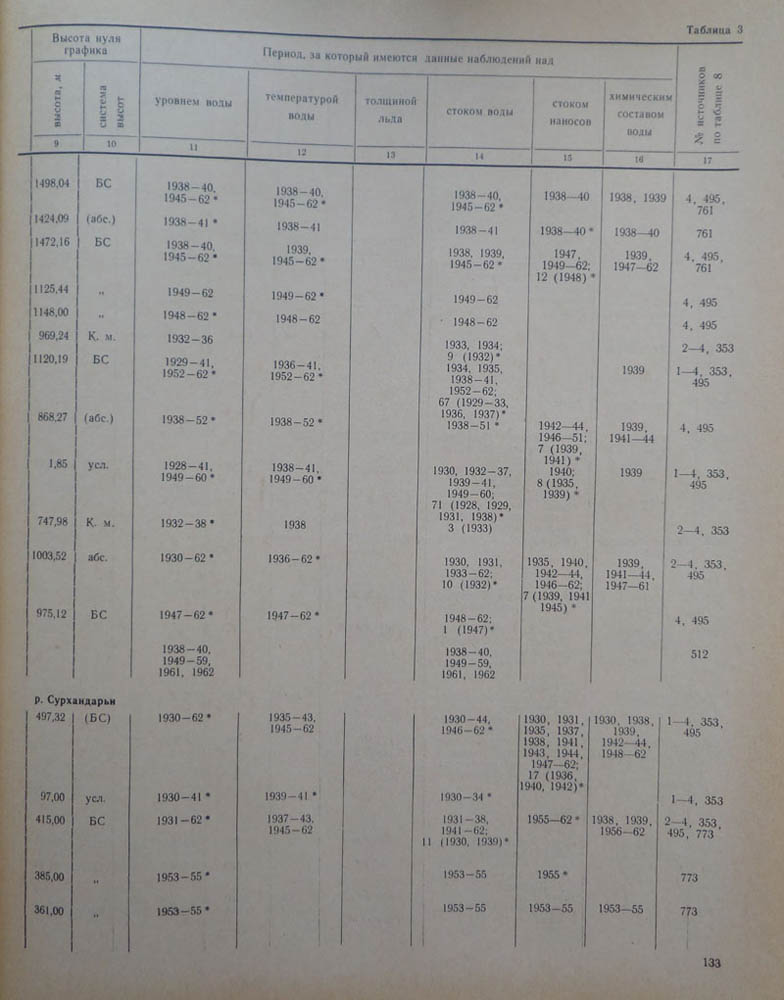 Таблица 3
Высота нуля графика | Период, за который имеются данные наблюдений над | № источников по таблице 8
высота, м | система высот | уровнем воды | температурой воды | толщиной льда | стоком воды | стоком наносов | химическим составом воды
9 | 10 | 11 | 12 | 13 | 14 | 15 | 16 | 17
1498,04 | БС | 1938—40, 1945—62 * | 1938—40, 1945—62 * | | 1938—40, 1945—62 * | 1938—40 | 1938, 1939 | 4, 495, 761
1424,09 | (абс.) | 1938—41 * | 1938—41 | | 1938—41 | 1938—40 * | 1938—40 | 761
1472,16 | БС | 1938—40, 1945—62 * | 1939, 1945—62 * | | 1938, 1939, 1945—62 * | 1947, 1949—62; 12 (1948) * | 1939, 1947—62 | 4, 495, 761
1125,44 | „ | 1949—62 | 1949—62 * | | 1949—62 | | | 4, 495
1148,00 | „ | 1948—62 * | 1948—62 | | 1948—62 | | | 4, 495
969,24 | К. м. | 1932—36 | | | 1933, 1934; 9 (1932) * | | | 2—4, 353
1120,19 | БС | 1929—41, 1952—62 * | 1936—41, 1952—62 * | | 1934, 1935, 1938—41, 1952—62; 67 (1929—33, 1936, 1937) * | | 1939 | 1—4, 353, 495
868,27 | (абс.) | 1938—52 * | 1938—52 * | | 1938—51 * | 1942—44, 1946—51; 7 (1939, 1941) * | 1939, 1941—44 | 4, 495
1,85 | усл. | 1928—41, 1949—60 * | 1938—41, 1949—60 * | | 1930, 1932—37, 1939—41, 1949—60; 71 (1928, 1929, 1931, 1938) * | 1940; 8 (1935, 1939) * | 1939 | 1—4, 353, 495
747,98 | К. м. | 1932—38 * | 1938 | | 3 (1933) | | | 2—4, 353
1003,52 | абс. | 1930—62 * | 1936—62 * | | 1930, 1931, 1933—62; 10 (1932) * | 1935, 1940, 1942—44, 1946—62; 7 (1939, 1941 1945) * | 1939, 1941—44, 1947—61 | 2—4, 353, 495
975,12 | БС | 1947—62 * | 1947—62 * | | 1948—62; 1 (1947) * | | | 4, 495
| | 1938—40, 1949—59, 1961, 1962 | | | 1938—40, 1949—59, 1961, 1962 | | | 512
р. Сурхандарьи
497,32 | (БС) | 1930—62 * | 1935—43, 1945—62 | | 1930—44, 1946—62 * | 1930, 1931, 1935, 1937, 1938, 1941, 1943, 1944, 1947—62; 17 (1936, 1940, 1942) * | 1930, 1938, 1939, 1942—44, 1948—62 | 1—4, 353, 495
97,00 | усл. | 1930—41 * | 1939—41 * | | 1930—34 * | | | 1—4, 353
415,00 | БС | 1931—62 * | 1937—43, 1945—62 | | 1931—38, 1941—62; 11 (1930, 1939) * | 1955—62 * | 1938, 1939, 1956—62 | 2—4, 353, 495, 773
385,00 | „ | 1953—55 * | | | 1953—55 | 1955 * | | 773
361,00 | „ | 1953—55 * | | | 1953—55 | 1953—55 | 1953—55 | 773
133